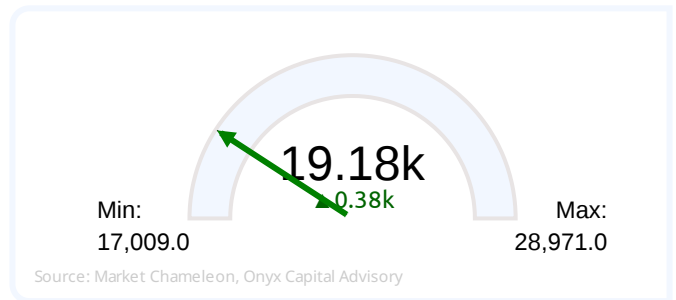 19.18k
▲0.38k
Min:
17,009.0
Max:
28,971.0
Source: Market Chameleon, Onyx Capital Advisory